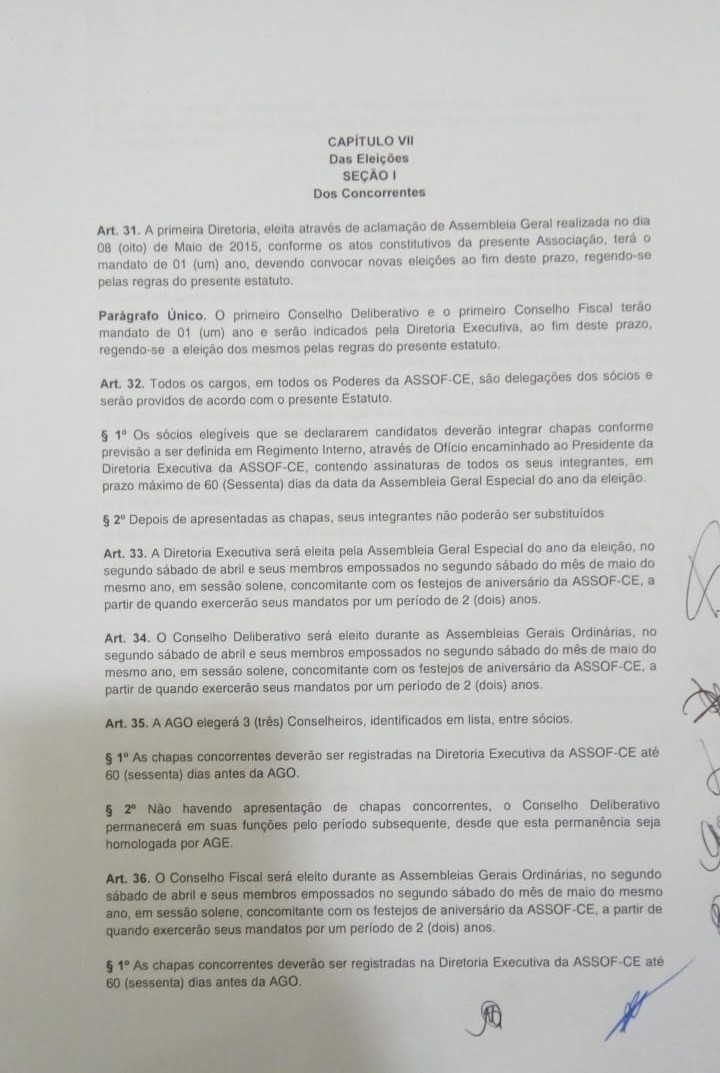 CAPÍTULO VII
Das Eleições
SEÇÃO I
Dos Concorrentes
Art. 31. A primeira Diretoria, eleita através de aclamação de Assembleia Geral realizada no dia
08 (oito) de Maio de 2015, conforme os atos constitutivos da presente Associação, terá o
mandato de 01 (um) ano, devendo convocar novas eleições ao fim deste prazo, regendo-se
pelas regras do presente estatuto.
Parágrafo Único. O primeiro Conselho Deliberativo e o primeiro Conselho Fiscal terão
mandato de 01 (um) ano e serão indicados pela Diretoria Executiva, ao fim deste prazo,
regendo-se a eleição dos mesmos pelas regras do presente estatuto.
Art. 32. Todos os cargos, em todos os Poderes da ASSOF-CE, são delegações dos sócios e
serão providos de acordo com o presente Estatuto.
§ 1º Os sócios elegíveis que se declararem candidatos deverão integrar chapas conforme
previsão a ser definida em Regimento Interno, através de Ofício encaminhado ao Presidente da
Diretoria Executiva da ASSOF-CE, contendo assinaturas de todos os seus integrantes, em
prazo máximo de 60 (Sessenta) dias da data da Assembleia Geral Especial do ano da eleição.
§ 2º Depois de apresentadas as chapas, seus integrantes não poderão ser substituídos
Art. 33. A Diretoria Executiva será eleita pela Assembleia Geral Especial do ano da eleição, no
segundo sábado de abril e seus membros empossados no segundo sábado do mês de maio do
mesmo ano, em sessão solene, concomitante com os festejos de aniversário da ASSOF-CE, a
partir de quando exercerão seus mandatos por um período de 2 (dois) anos.
Art. 34. O Conselho Deliberativo será eleito durante as Assembleias Gerais Ordinárias, no
segundo sábado de abril e seus membros empossados no segundo sábado do mês de maio do
mesmo ano, em sessão solene, concomitante com os festejos de aniversário da ASSOF-CE, a
partir de quando exercerão seus mandatos por um período de 2 (dois) anos.
Art. 35. A AGO elegerá 3 (três) Conselheiros, identificados em lista, entre sócios.
§ 1º As chapas concorrentes deverão ser registradas na Diretoria Executiva da ASSOF-CE até
60 (sessenta) dias antes da AGO.
§ 2º Não havendo apresentação de chapas concorrentes, o Conselho Deliberativo
permanecerá em suas funções pelo período subsequente, desde que esta permanência seja
homologada por AGE.
Art. 36. O Conselho Fiscal será eleito durante as Assembleias Gerais Ordinárias, no segundo
sábado de abril e seus membros empossados no segundo sábado do mês de maio do mesmo
ano, em sessão solene, concomitante com os festejos de aniversário da ASSOF-CE, a partir de
quando exercerão seus mandatos por um período de 2 (dois) anos.
§ 1º As chapas concorrentes deverão ser registradas na Diretoria Executiva da ASSOF-CE até
60 (sessenta) dias antes da AGO.